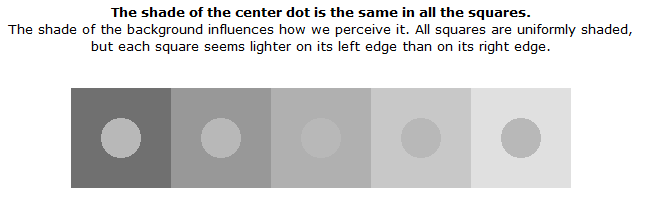 The shade of the center dot is the same in all the squares.
The shade of the background influences how we perceive it. All squares are uniformly shaded,
but each square seems lighter on its left edge than on its right edge.